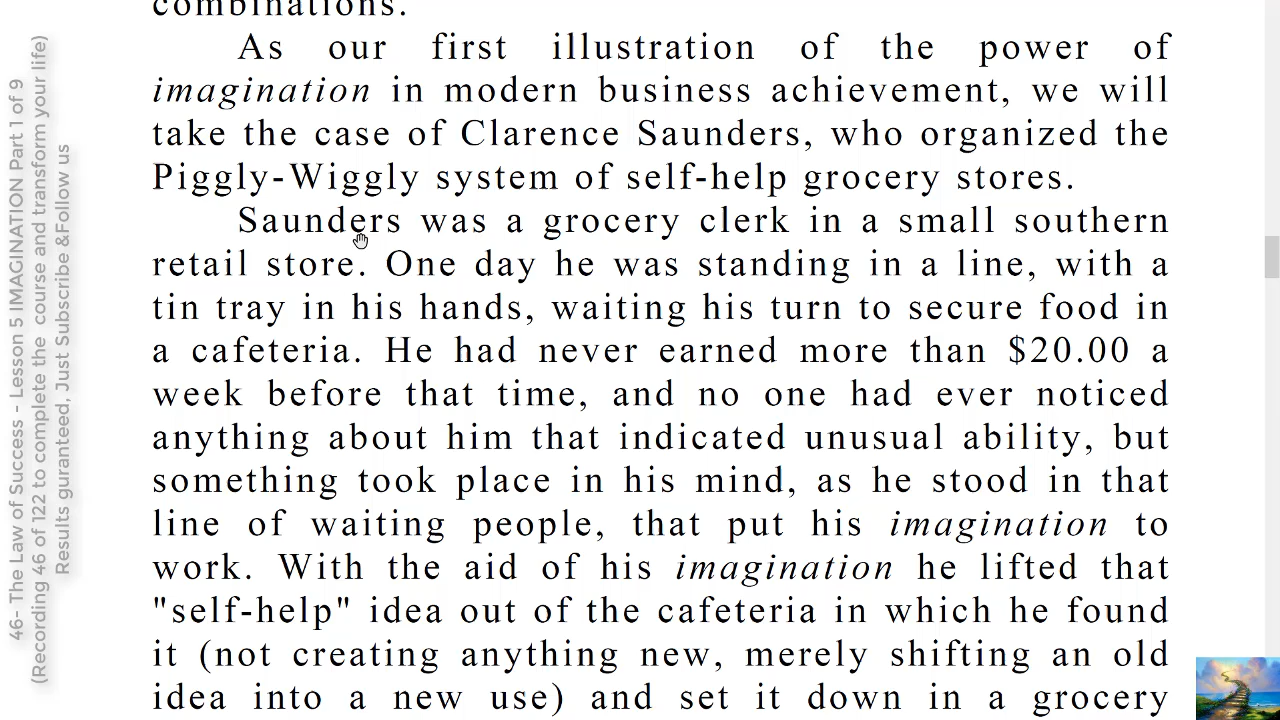 combinations.
As our first illustration of the power of
imagination in modern business achievement, we will
take the case of Clarence Saunders, who organized the
Piggly-Wiggly system of self-help grocery stores.
Saunders was a grocery clerk in a small southern
retail store. One day he was standing in a line, with a
tin tray in his hands, waiting his turn to secure food in
a cafeteria. He had never earned more than $20.00 a
week before that time, and no one had ever noticed
anything about him that indicated unusual ability, but
something took place in his mind, as he stood in that
line of waiting people, that put his imagination to
work. With the aid of his imagination he lifted that
"self-help" idea out of the cafeteria in which he found
it (not creating anything new, merely shifting an old
idea into a new use) and set it down in a grocery
46- The Law of Success - Lesson 5 IMAGINATION Part 1 of 9
(Recording 46 of 122 to complete the course and transform your life)
Results guranteed, Just Subscribe &Follow us